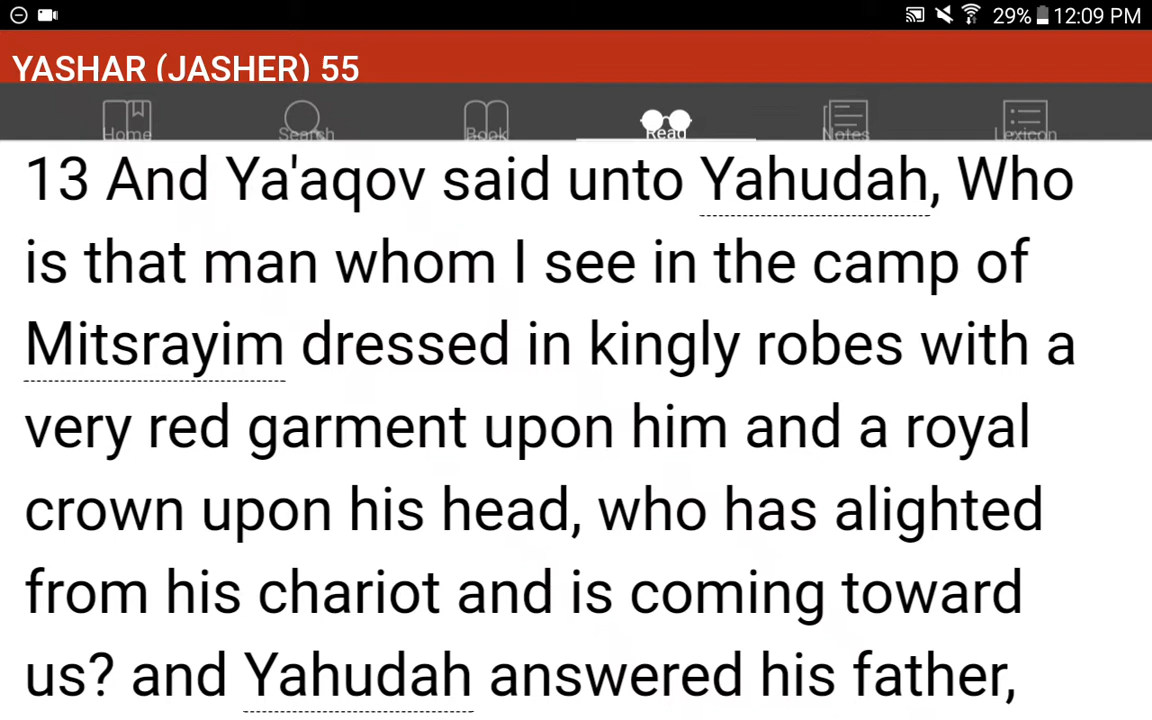 29% 12:09 PM
YASHAR (JASHER) 55
Home Search Book Read Notes Lexicon
13 And Ya'aqov said unto Yahudah, Who
is that man whom I see in the camp of
Mitsrayim dressed in kingly robes with a
very red garment upon him and a royal
crown upon his head, who has alighted
from his chariot and is coming toward
us? and Yahudah answered his father,